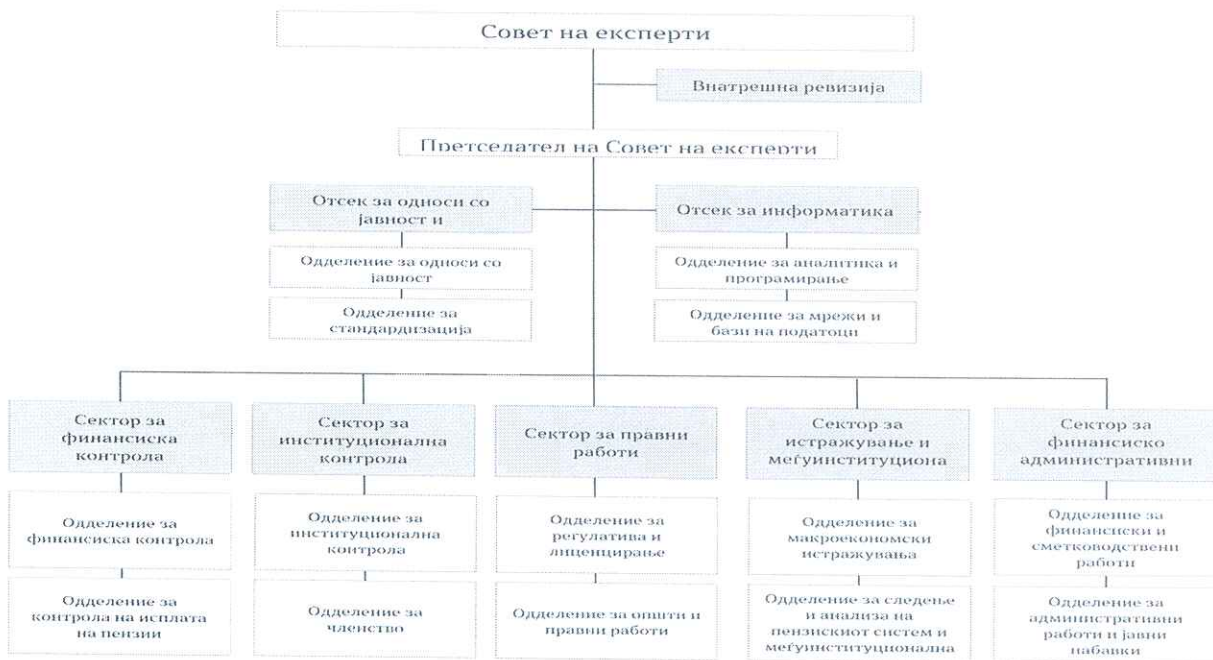 Совет на експерти
Внатрешна ревизија
Претседател на Совет на експерти
Отсек за односи со
јавност и
Отсек за информатика
Одделение за односи со
јавност
Одделение за аналитика и
програмирање
Одделение за
стандардизација
Одделение за мрежи и
бази на податоци
Сектор за
финансиска
контрола
Сектор за
институционална
контрола
Сектор за правни
работи
Сектор за
истражување и
меѓуинституциона
Сектор за
финансиско
административни
Одделение за
финансиска контрола
Одделение за
институционална
контрола
Одделение за
регулатива и
лиценцирање
Одделение за
макроекономски
истражувања
Одделение за
финансиски и
сметководствени
работи
Одделение за
контрола на исплата
на пензии
Одделение за
членство
Одделение за општи и
правни работи
Одделение за следење
и анализа на
пензискиот систем и
меѓуинституционална
Одделение за
административни
работи и јавни
набавки